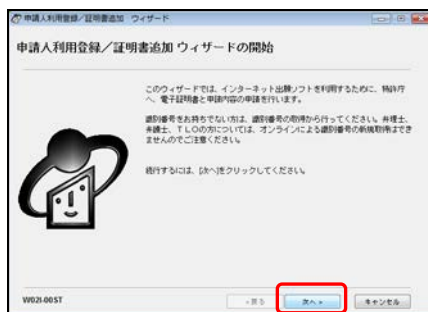 申請人利用登録／証明書追加 ウィザード
申請人利用登録／証明書追加 ウィザードの開始
このウィザードでは、インターネット出願ソフトを利用するために、特許庁
へ、電子証明書と申請内容の申請を行います。
識別番号をお持ちでない方は、識別番号の取得から行ってください。弁理士、
弁護士、ＴＬＯの方については、オンラインによる識別番号の新規取得はでき
ませんのでご注意ください。
続行するには、[次へ]をクリックしてください。
W021-00ST
＜戻る
次へ＞
キャンセル